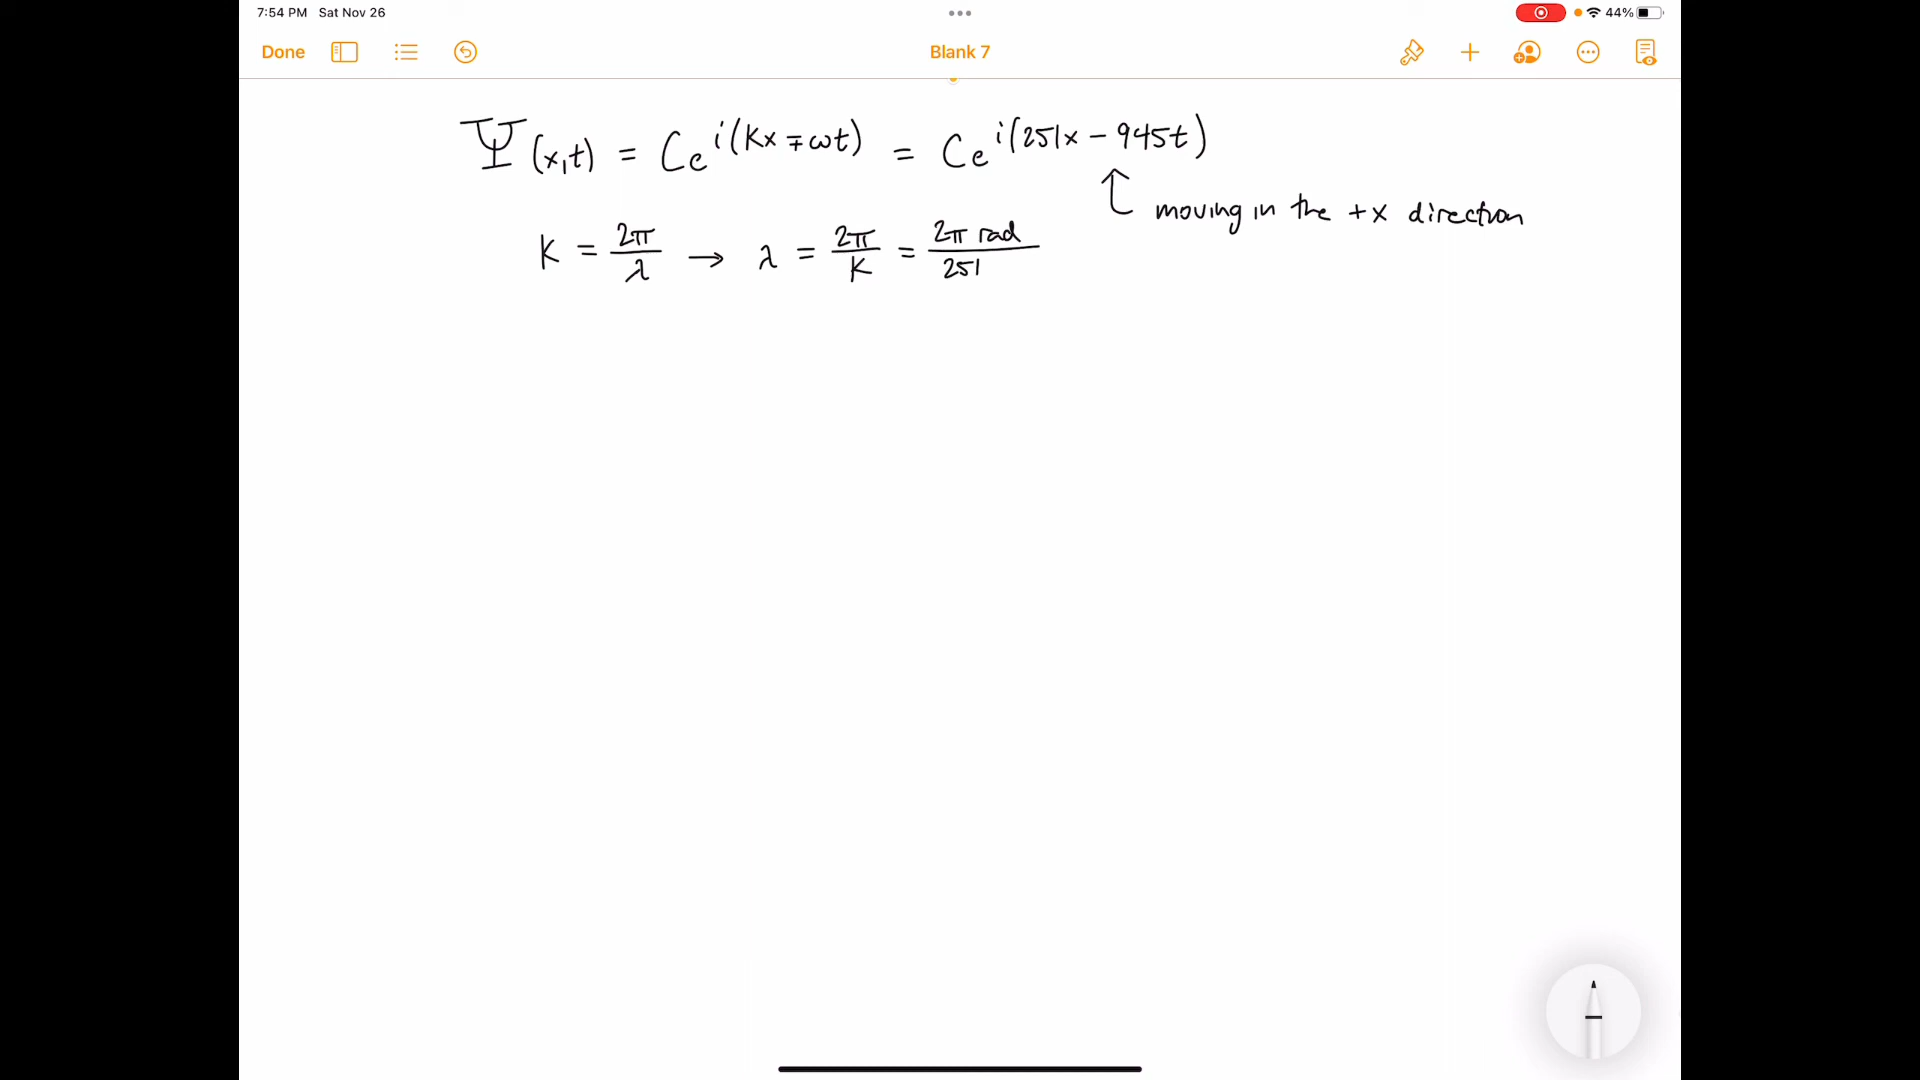 7:54 PM Sat Nov 26
44%
Done
Blank 7
Ψ(x,t) = Ce^{i(Kx ∓ ωt)} = Ce^{i(251x − 945t)}
moving in the +x direction
K = 2π/λ → λ = 2π/K = 2π rad/251